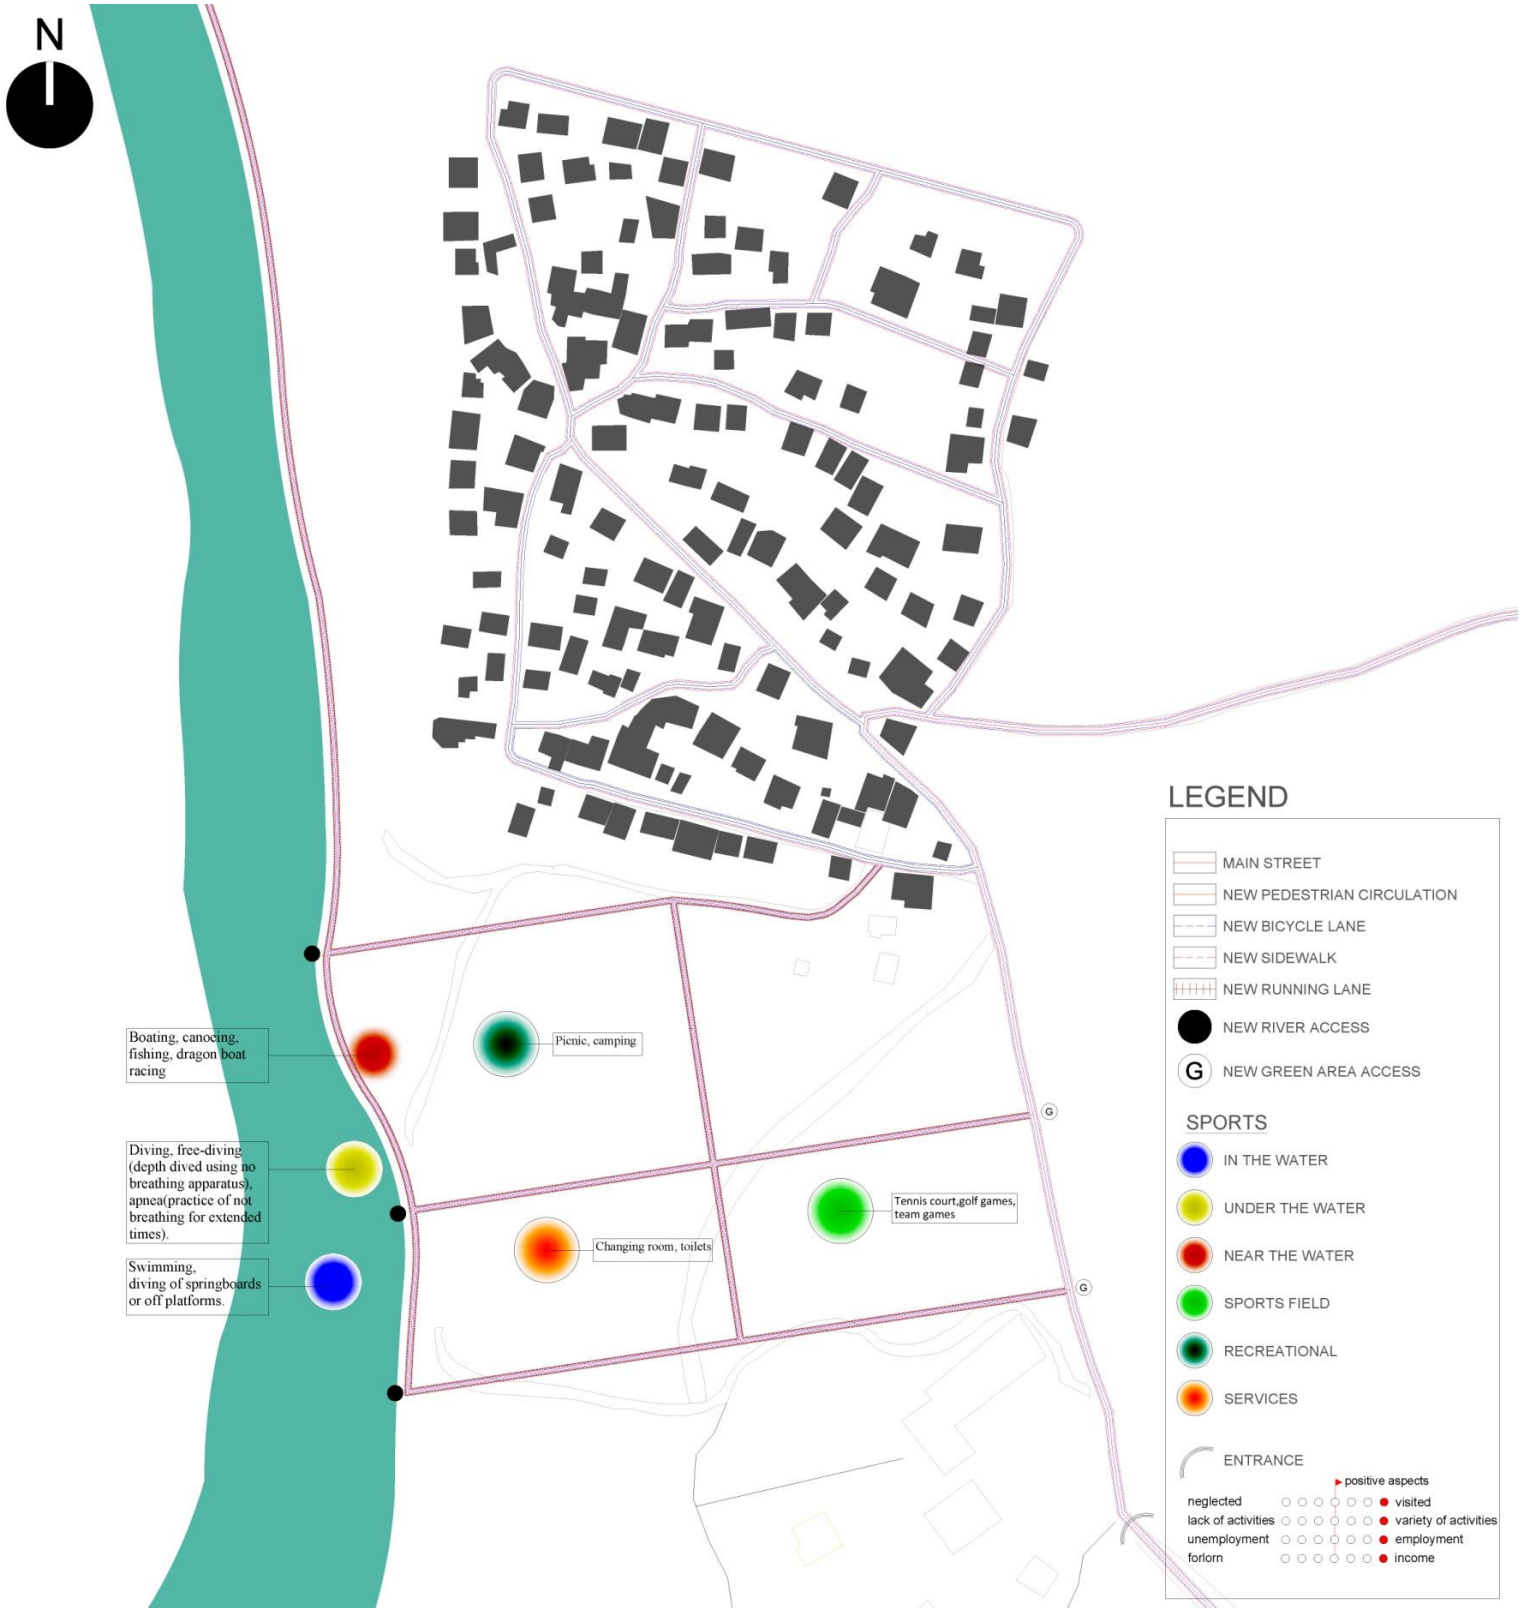 N
Boating, canoeing,
fishing, dragon boat
racing
Picnic, camping
Diving, free-diving
(depth dived using no
breathing apparatus),
apnea(practice of not
breathing for extended
times).
Swimming,
diving of springboards
or off platforms.
Changing room, toilets
Tennis court,golf games,
team games
G
G
LEGEND
MAIN STREET
NEW PEDESTRIAN CIRCULATION
NEW BICYCLE LANE
NEW SIDEWALK
NEW RUNNING LANE
NEW RIVER ACCESS
G NEW GREEN AREA ACCESS
SPORTS
IN THE WATER
UNDER THE WATER
NEAR THE WATER
SPORTS FIELD
RECREATIONAL
SERVICES
ENTRANCE
positive aspects
neglected visited
lack of activities variety of activities
unemployment employment
forlorn income